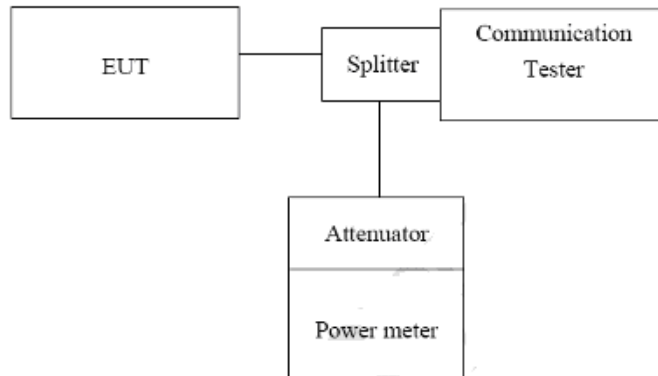 EUT
Splitter
Communication
Tester
Attenuator
Power meter